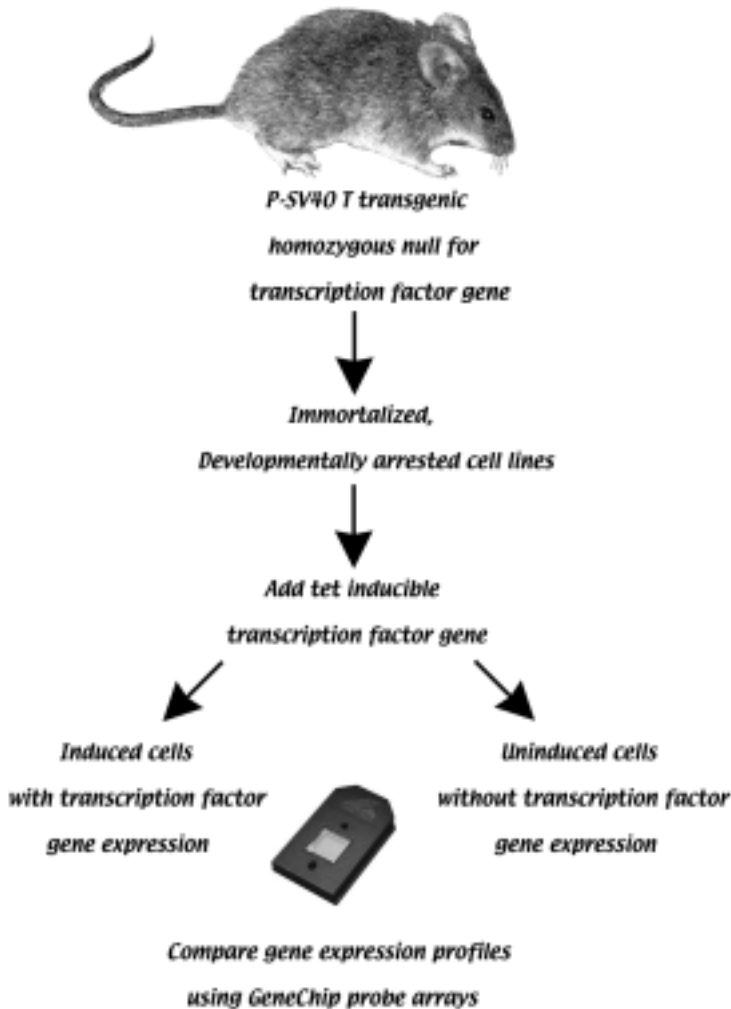 P-SV40 T transgenic
homozygous null for
transcription factor gene
Immortalized,
Developmentally arrested cell lines
Add tet inducible
transcription factor gene
Induced cells
with transcription factor
gene expression
Uninduced cells
without transcription factor
gene expression
Compare gene expression profiles
using GeneChip probe arrays